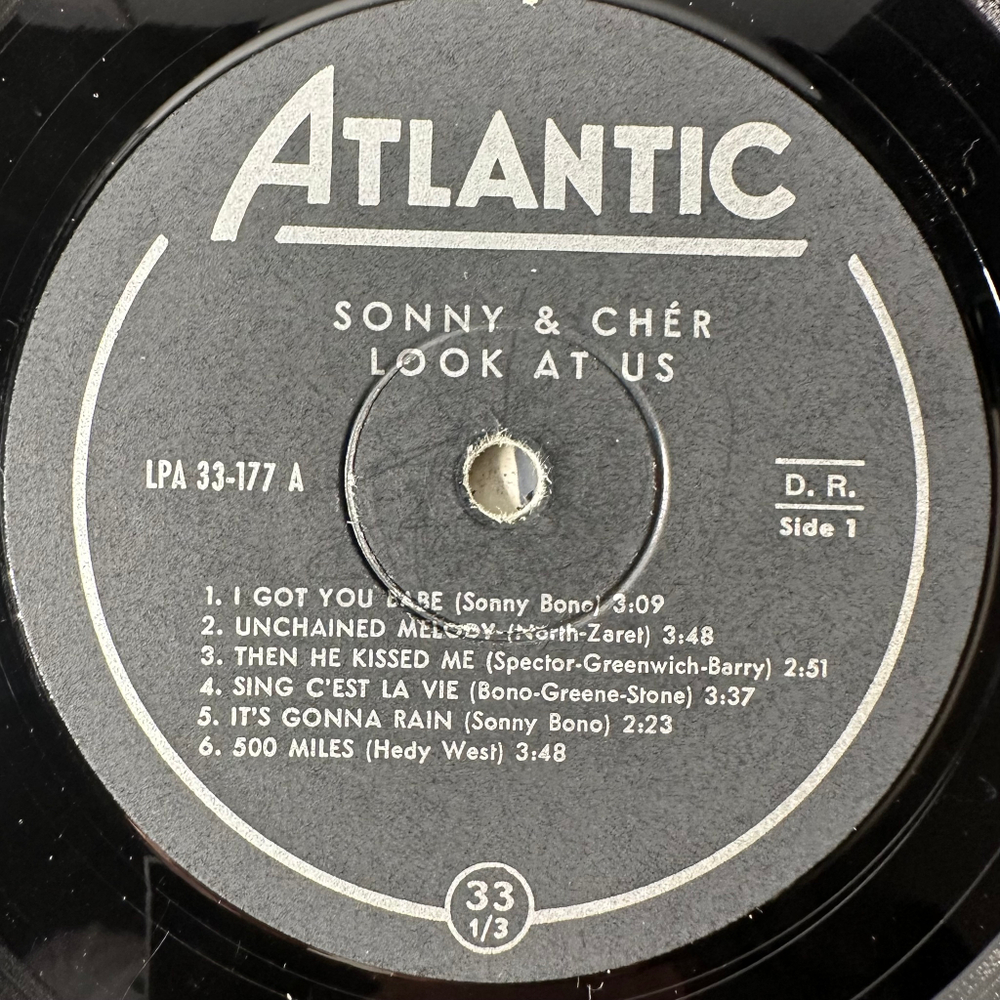 ATLANTIC
SONNY & CHÉR
LOOK AT US
LPA 33-177 A
D. R.
Side 1
1. I GOT YOU BABE (Sonny Bono) 3:09
2. UNCHAINED MELODY (North-Zaret) 3:48
3. THEN HE KISSED ME (Spector-Greenwich-Barry) 2:51
4. SING C'EST LA VIE (Bono-Greene-Stone) 3:37
5. IT'S GONNA RAIN (Sonny Bono) 2:23
6. 500 MILES (Hedy West) 3:48
33
1/3